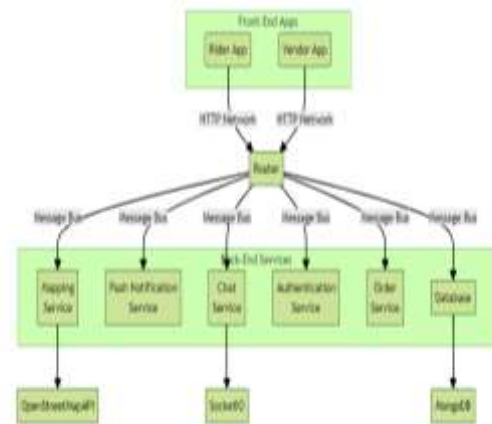 Front End Apps
Rider App
Vendor App
HTTP Network
HTTP Network
Router
Message Bus
Message Bus
Message Bus
Message Bus
Message Bus
Message Bus
Back-End Services
Mapping
Service
Push Notification
Service
Chat
Service
Authentication
Service
Order
Service
Database
OpenStreetMapAPI
SocketIO
MongoDB